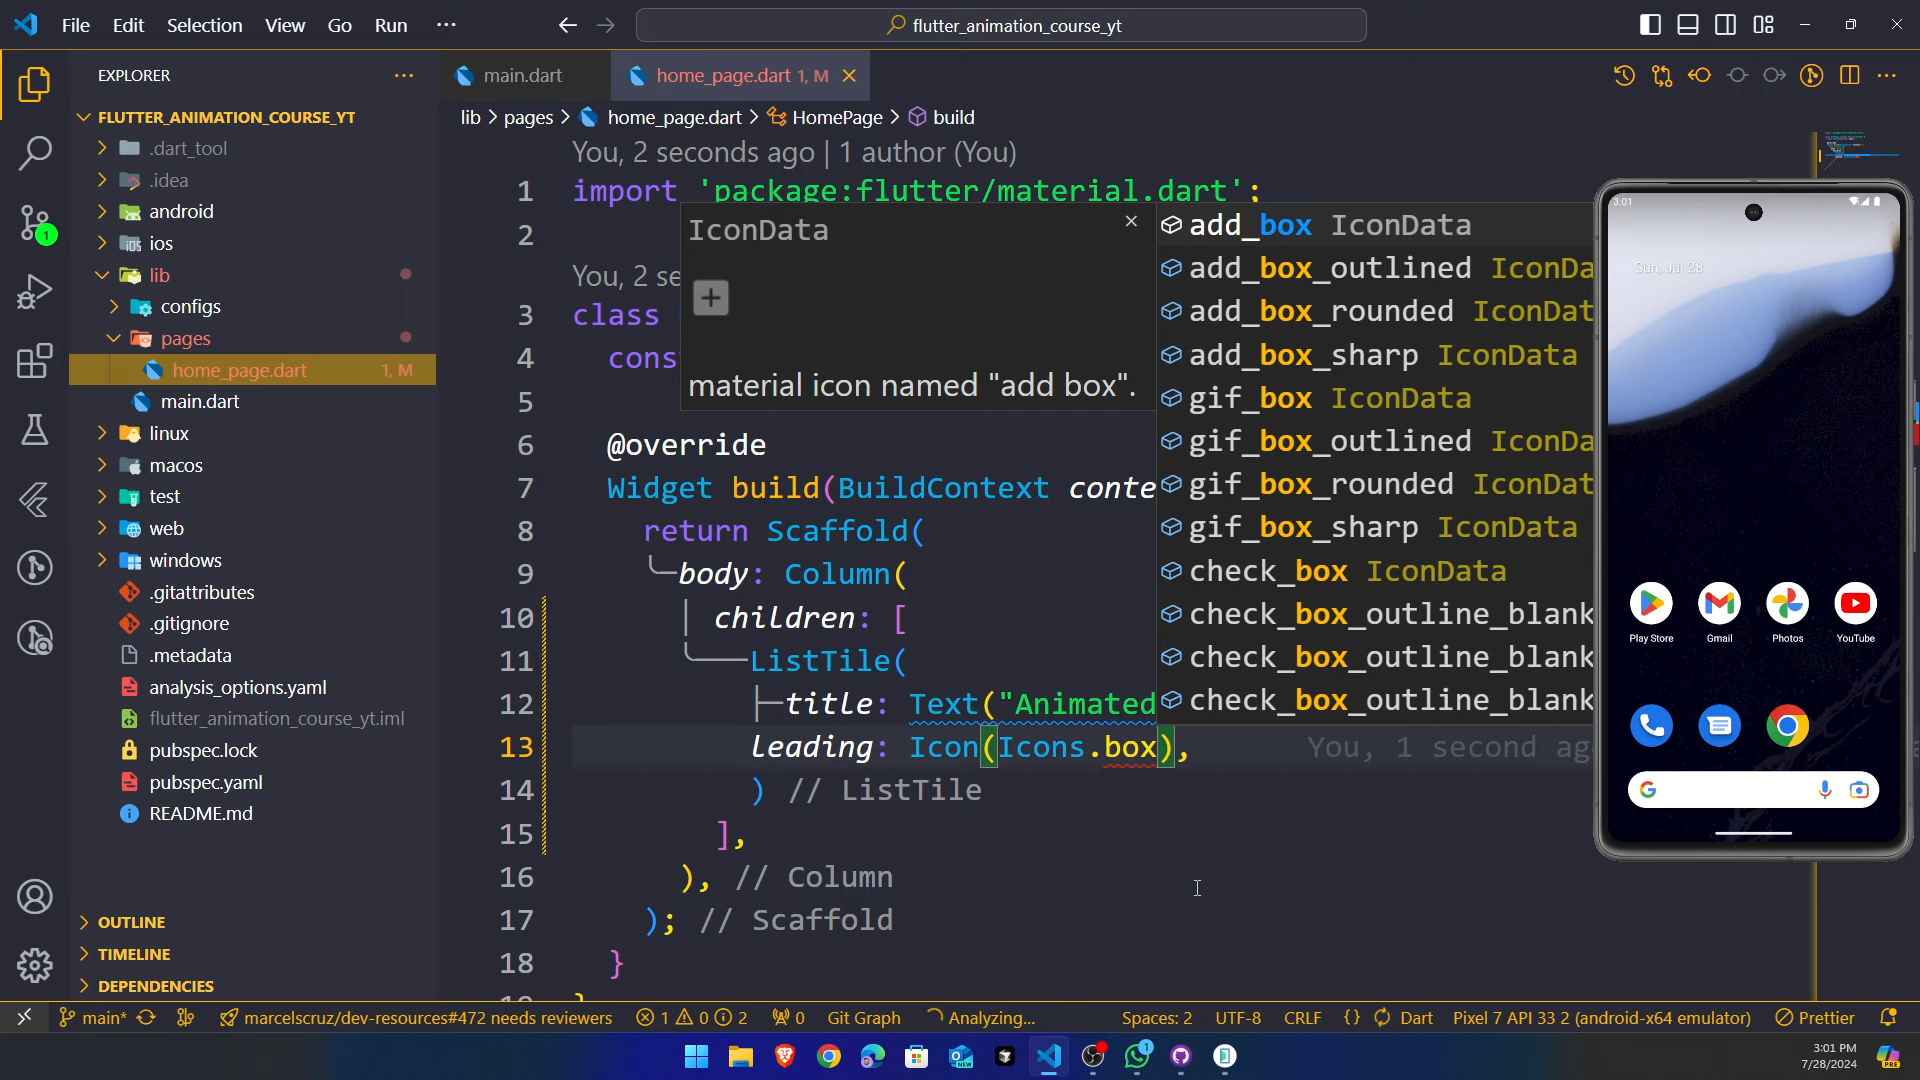 File Edit Selection View Go Run ···
flutter_animation_course_yt
EXPLORER
FLUTTER_ANIMATION_COURSE_YT
.dart_tool
.idea
android
ios
lib
configs
pages
home_page.dart 1, M
main.dart
linux
macos
test
web
windows
.gitattributes
.gitignore
.metadata
analysis_options.yaml
flutter_animation_course_yt.iml
pubspec.lock
pubspec.yaml
README.md
OUTLINE
TIMELINE
DEPENDENCIES
main.dart
home_page.dart 1, M
lib > pages > home_page.dart > HomePage > build
You, 2 seconds ago | 1 author (You)
1 import 'package:flutter/material.dart';
2
You, 2 se
3 class
4 cons
5
6 @override
7 Widget build(BuildContext conte
8 return Scaffold(
9 body: Column(
10 children: [
11 ListTile(
12 title: Text("Animated
13 leading: Icon(Icons.box), You, 1 second ag
14 ) // ListTile
15 ],
16 ), // Column
17 ); // Scaffold
18 }
IconData
material icon named "add box".
add_box IconData
add_box_outlined IconDa
add_box_rounded IconDat
add_box_sharp IconData
gif_box IconData
gif_box_outlined IconDa
gif_box_rounded IconDat
gif_box_sharp IconData
check_box IconData
check_box_outline_blank
check_box_outline_blank
check_box_outline_blank
3:01
Sun, Jul 28
Play Store Gmail Photos YouTube
main* marcelscruz/dev-resources#472 needs reviewers 1 0 2 0 Git Graph Analyzing... Spaces: 2 UTF-8 CRLF {} Dart Pixel 7 API 33 2 (android-x64 emulator) Prettier
3:01 PM
7/28/2024